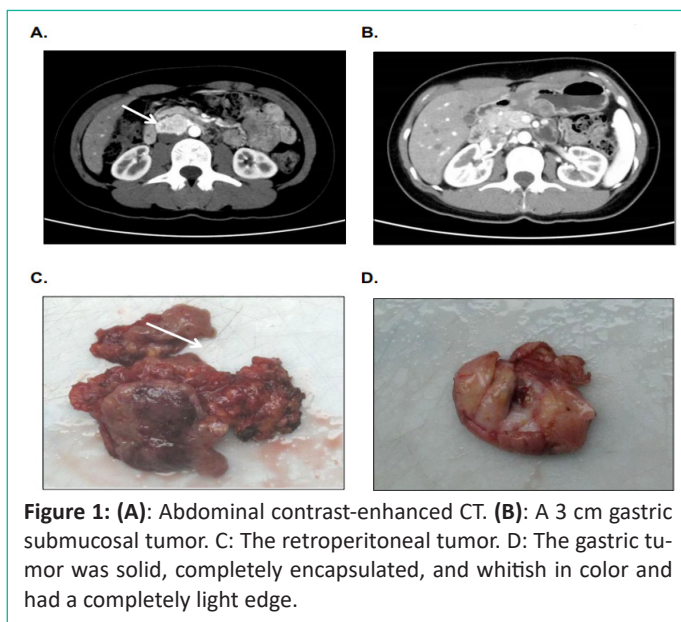 A.
B.
C.
D.
Figure 1: (A): Abdominal contrast-enhanced CT. (B): A 3 cm gastric
submucosal tumor. C: The retroperitoneal tumor. D: The gastric tu-
mor was solid, completely encapsulated, and whitish in color and
had a completely light edge.